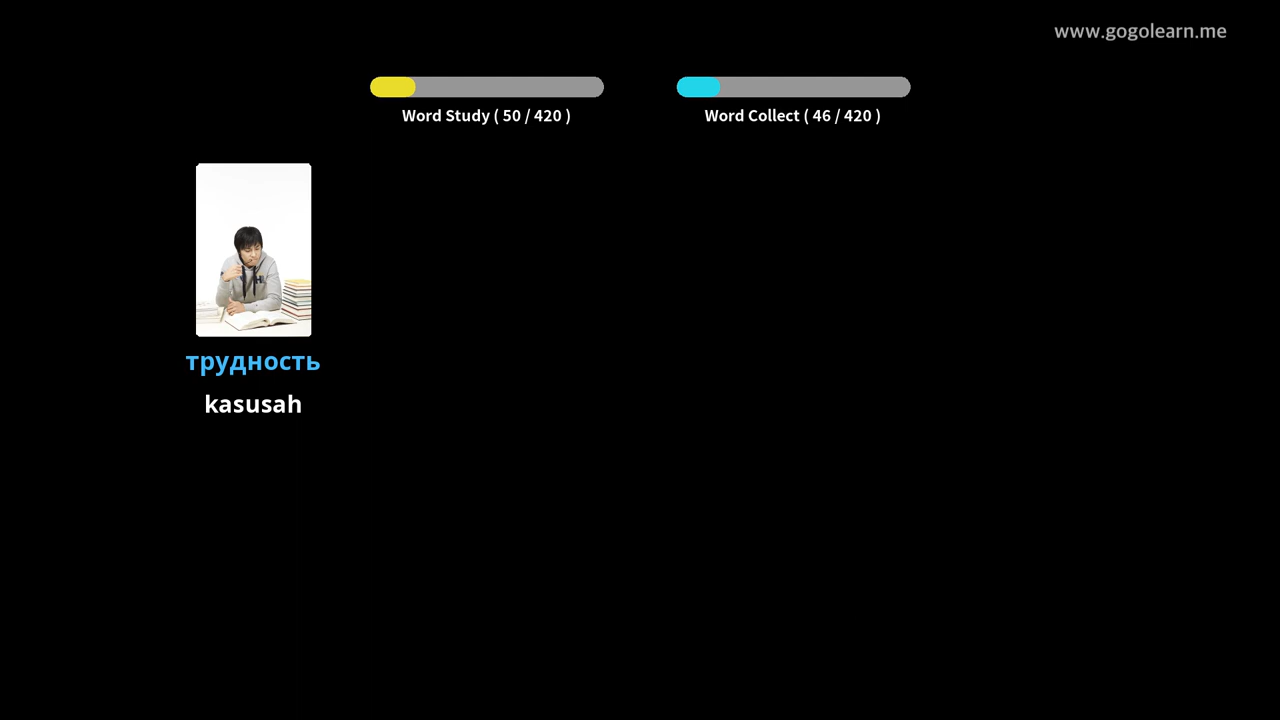 www.gogolearn.me
Word Study ( 50 / 420 )
Word Collect ( 46 / 420 )
трудность
kasusah